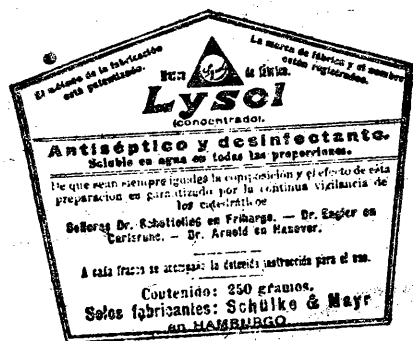 El método de la fabricación
está patentizado.
La marca de fábrica y el nombre
están registrados.
Marca de fábrica.
Lysol
(concentrado).
Antiséptico y desinfectante.
Soluble en agua en todas las proporciones.
De que sean siempre iguales la composición y el efecto de esta
preparación es garantizado por la continua vigilancia de
los catedráticos
Señores Dr. Schottelius en Friburgo. — Dr. Engler en
Carlsruhe. — Dr. Arnold en Hanover.
A cada frasco se acompaña la detenida instrucción para el uso.
Contenido: 250 gramos.
Solos fabricantes: Schülke & Mayr
en HAMBURGO.